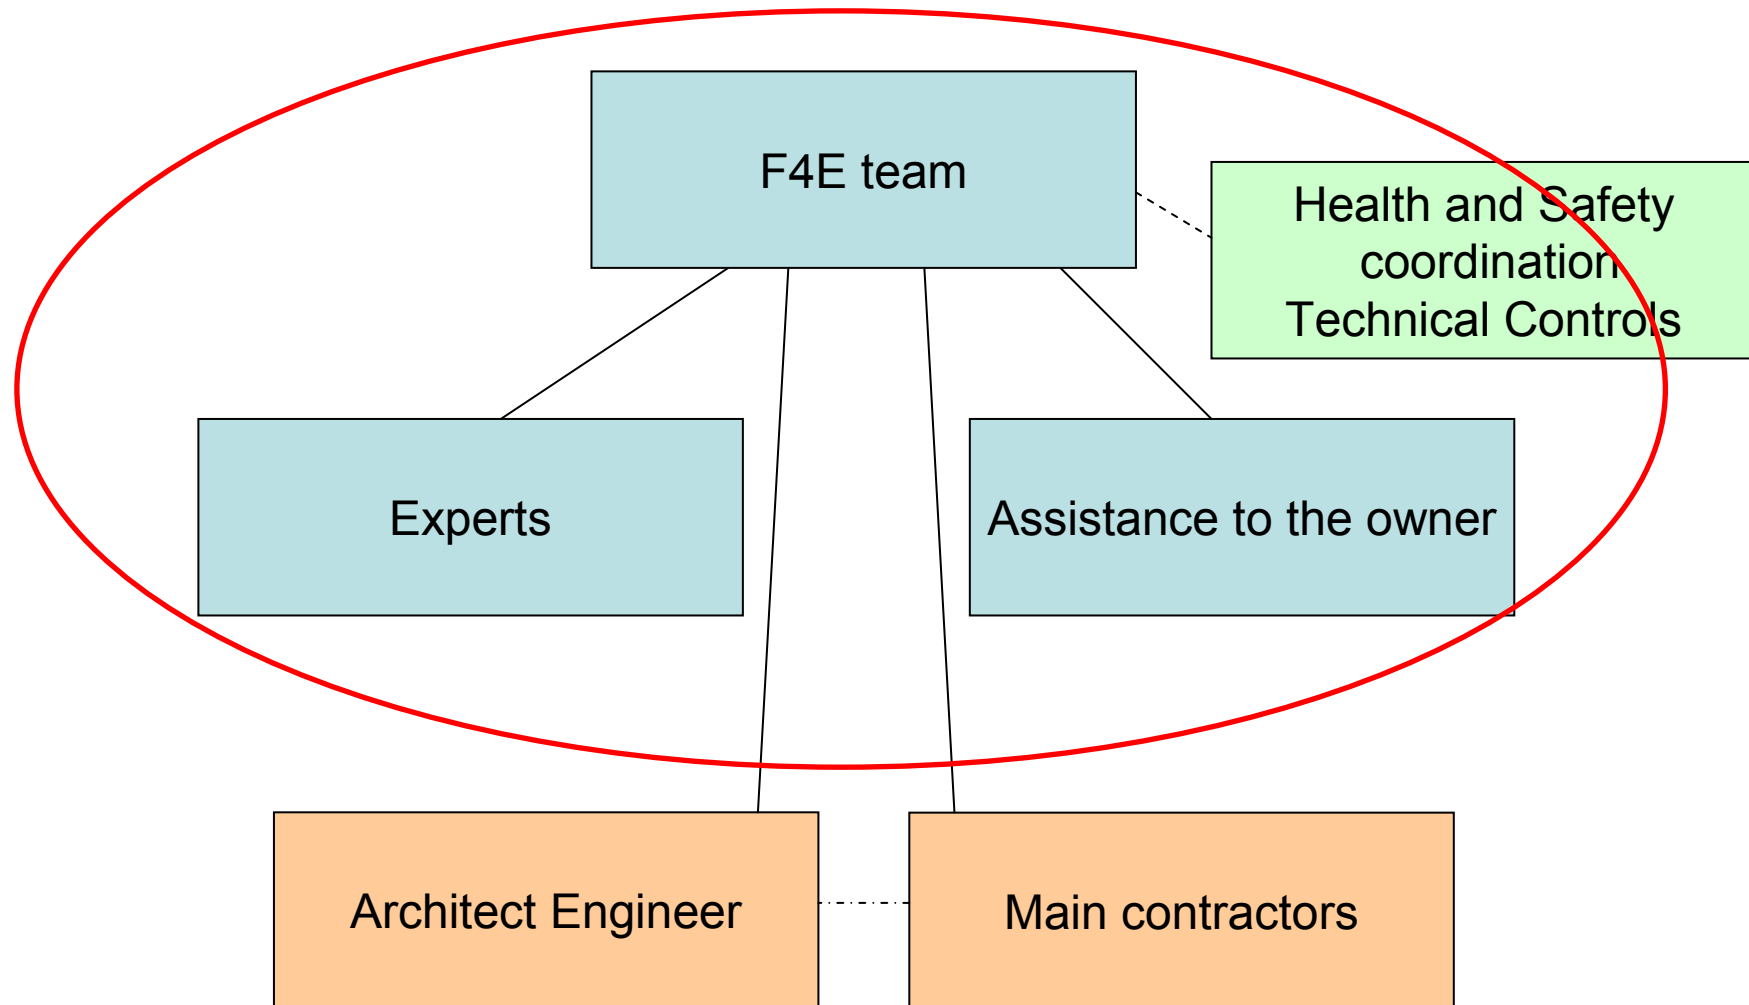 F4E team
Health and Safety
coordination
Technical Controls
Experts
Assistance to the owner
Architect Engineer
Main contractors